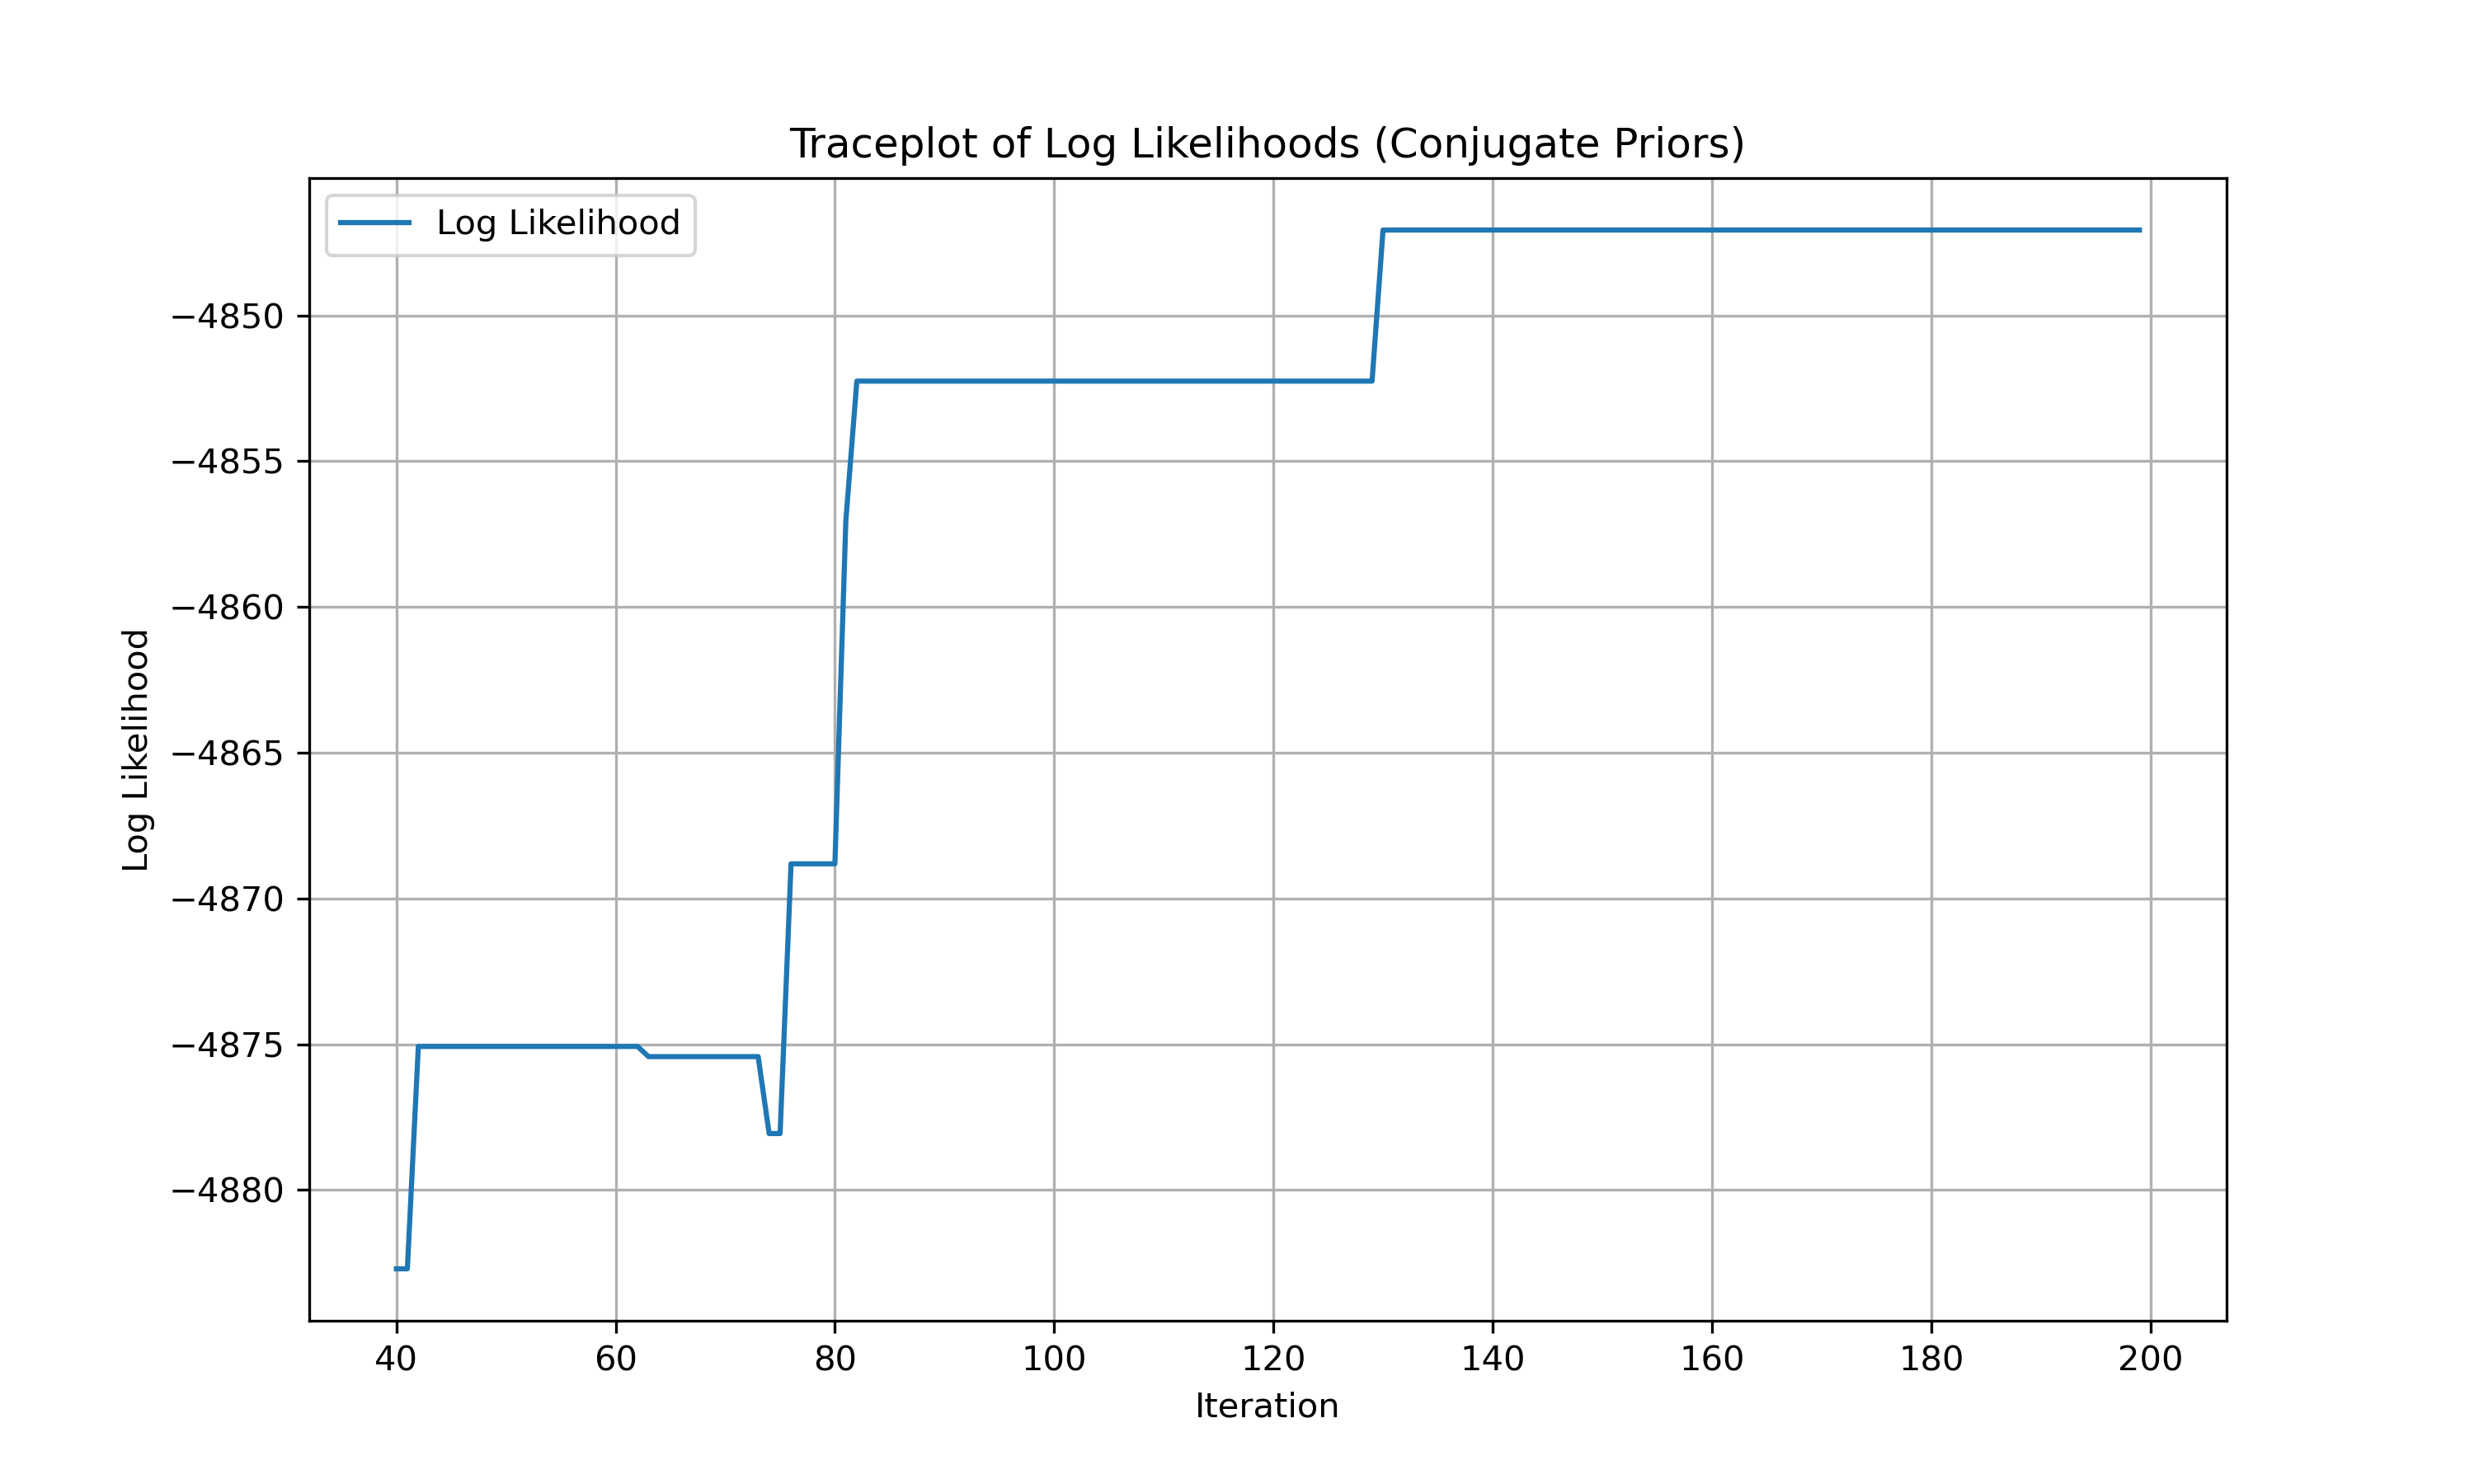 Traceplot of Log Likelihoods (Conjugate Priors)
Log Likelihood
−4850
−4855
−4860
−4865
−4870
−4875
−4880
Log Likelihood
40 60 80 100 120 140 160 180 200
Iteration